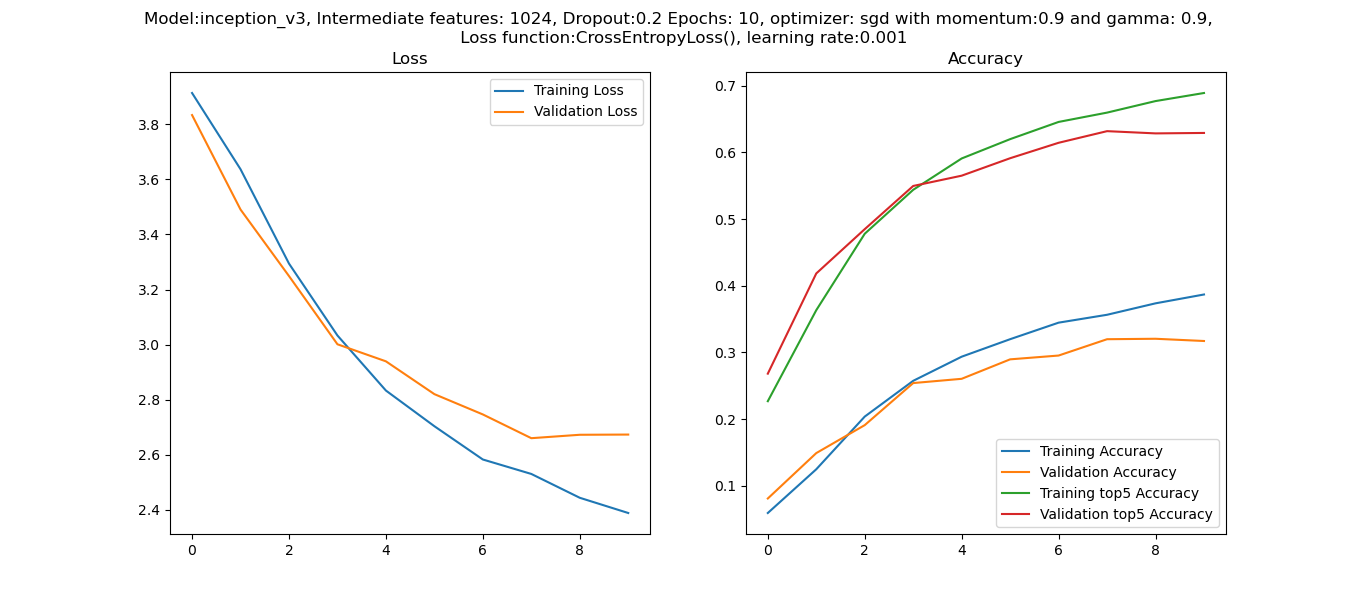 Model:inception_v3, Intermediate features: 1024, Dropout:0.2 Epochs: 10, optimizer: sgd with momentum:0.9 and gamma: 0.9,
Loss function:CrossEntropyLoss(), learning rate:0.001
Loss
3.8
3.6
3.4
3.2
3.0
2.8
2.6
2.4
0 2 4 6 8
Training Loss
Validation Loss
Accuracy
0.7
0.6
0.5
0.4
0.3
0.2
0.1
0 2 4 6 8
Training Accuracy
Validation Accuracy
Training top5 Accuracy
Validation top5 Accuracy